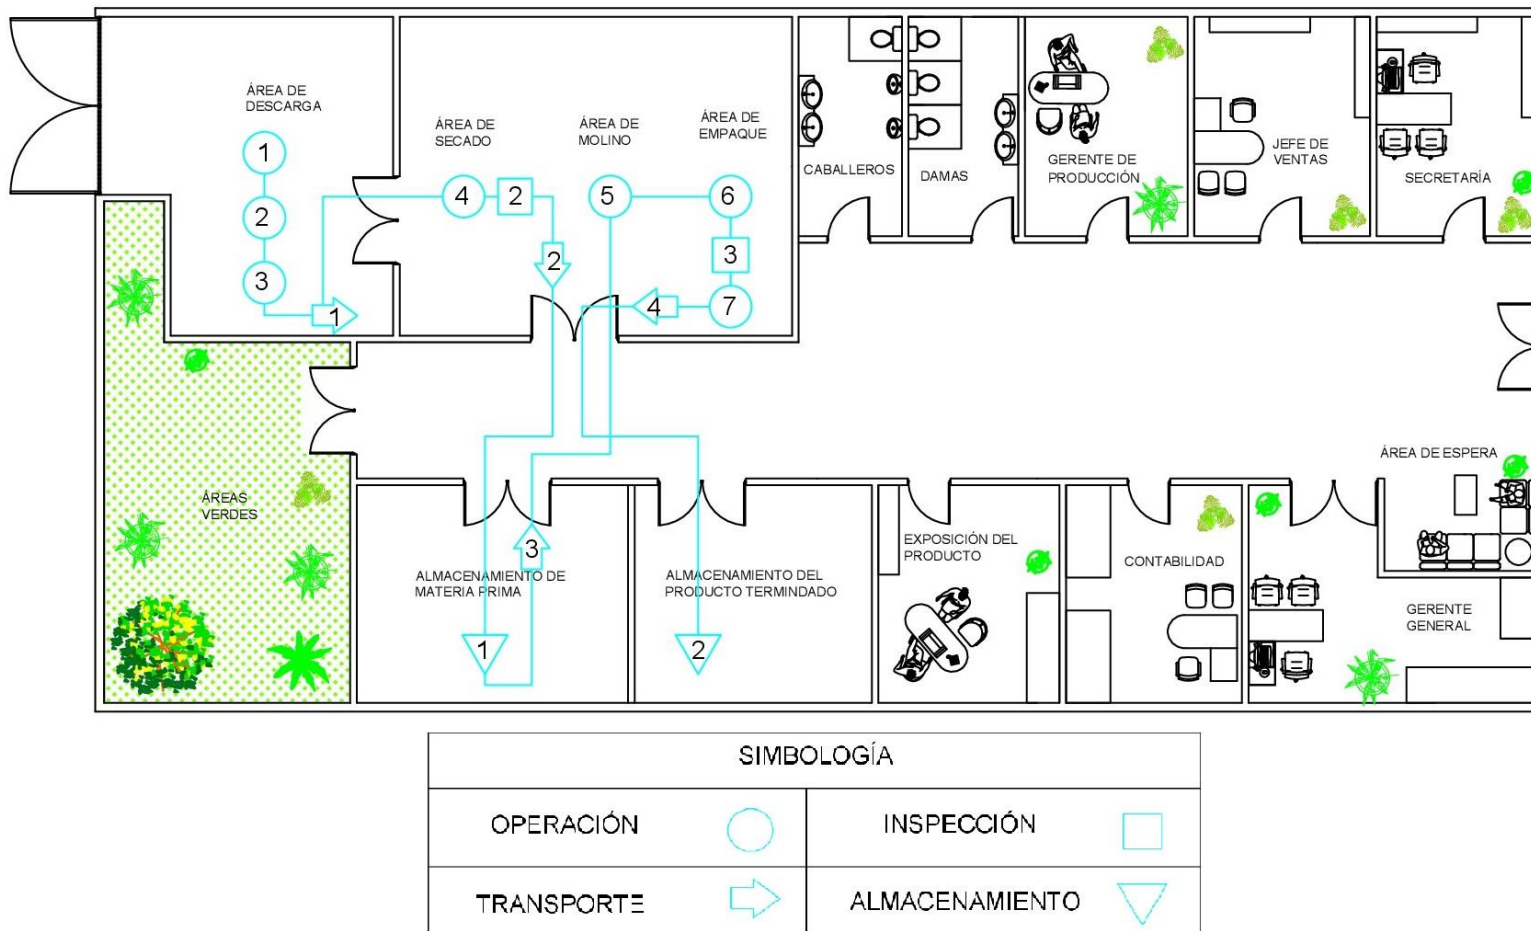 ÁREA DE
DESCARGA
1
2
3
1
ÁREA DE
SECADO
4
2
2
ÁREA DE
MOLINO
5
ÁREA DE
EMPAQUE
6
3
7
4
CABALLEROS
DAMAS
GERENTE DE
PRODUCCIÓN
JEFE DE
VENTAS
SECRETARÍA
ÁREAS
VERDES
ALMACENAMIENTO DE
MATERIA PRIMA
3
1
ALMACENAMIENTO DEL
PRODUCTO TERMINDADO
2
EXPOSICIÓN DEL
PRODUCTO
CONTABILIDAD
ÁREA DE ESPERA
GERENTE
GENERAL
SIMBOLOGÍA
OPERACIÓN
INSPECCIÓN
TRANSPORTE
ALMACENAMIENTO